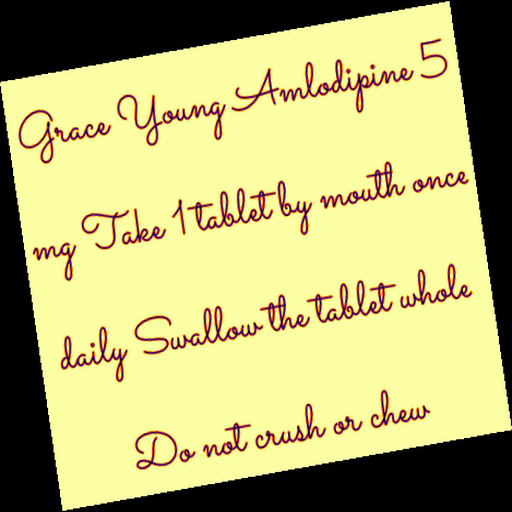 Grace Young Amlodipine 5
mg Take 1 tablet by mouth once
daily Swallow the tablet whole
Do not crush or chew